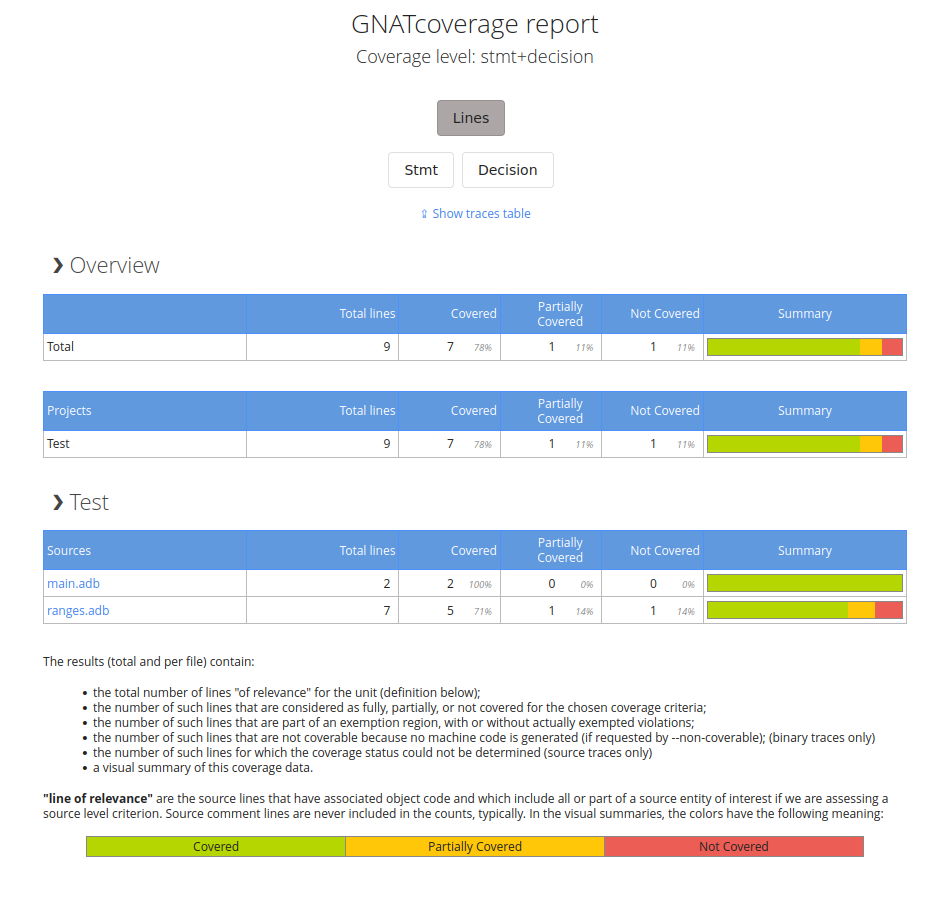 GNATcoverage report
Coverage level: stmt+decision
Lines
Stmt Decision
⇪ Show traces table
❯ Overview
Total lines Covered Partially Covered Not Covered Summary
Total 9 7 78% 1 11% 1 11%
Projects Total lines Covered Partially Covered Not Covered Summary
Test 9 7 78% 1 11% 1 11%
❯ Test
Sources Total lines Covered Partially Covered Not Covered Summary
main.adb 2 2 100% 0 0% 0 0%
ranges.adb 7 5 71% 1 14% 1 14%
The results (total and per file) contain:
• the total number of lines "of relevance" for the unit (definition below);
• the number of such lines that are considered as fully, partially, or not covered for the chosen coverage criteria;
• the number of such lines that are part of an exemption region, with or without actually exempted violations;
• the number of such lines that are not coverable because no machine code is generated (if requested by --non-coverable); (binary traces only)
• the number of such lines for which the coverage status could not be determined (source traces only)
• a visual summary of this coverage data.
"line of relevance" are the source lines that have associated object code and which include all or part of a source entity of interest if we are assessing a
source level criterion. Source comment lines are never included in the counts, typically. In the visual summaries, the colors have the following meaning:
Covered Partially Covered Not Covered